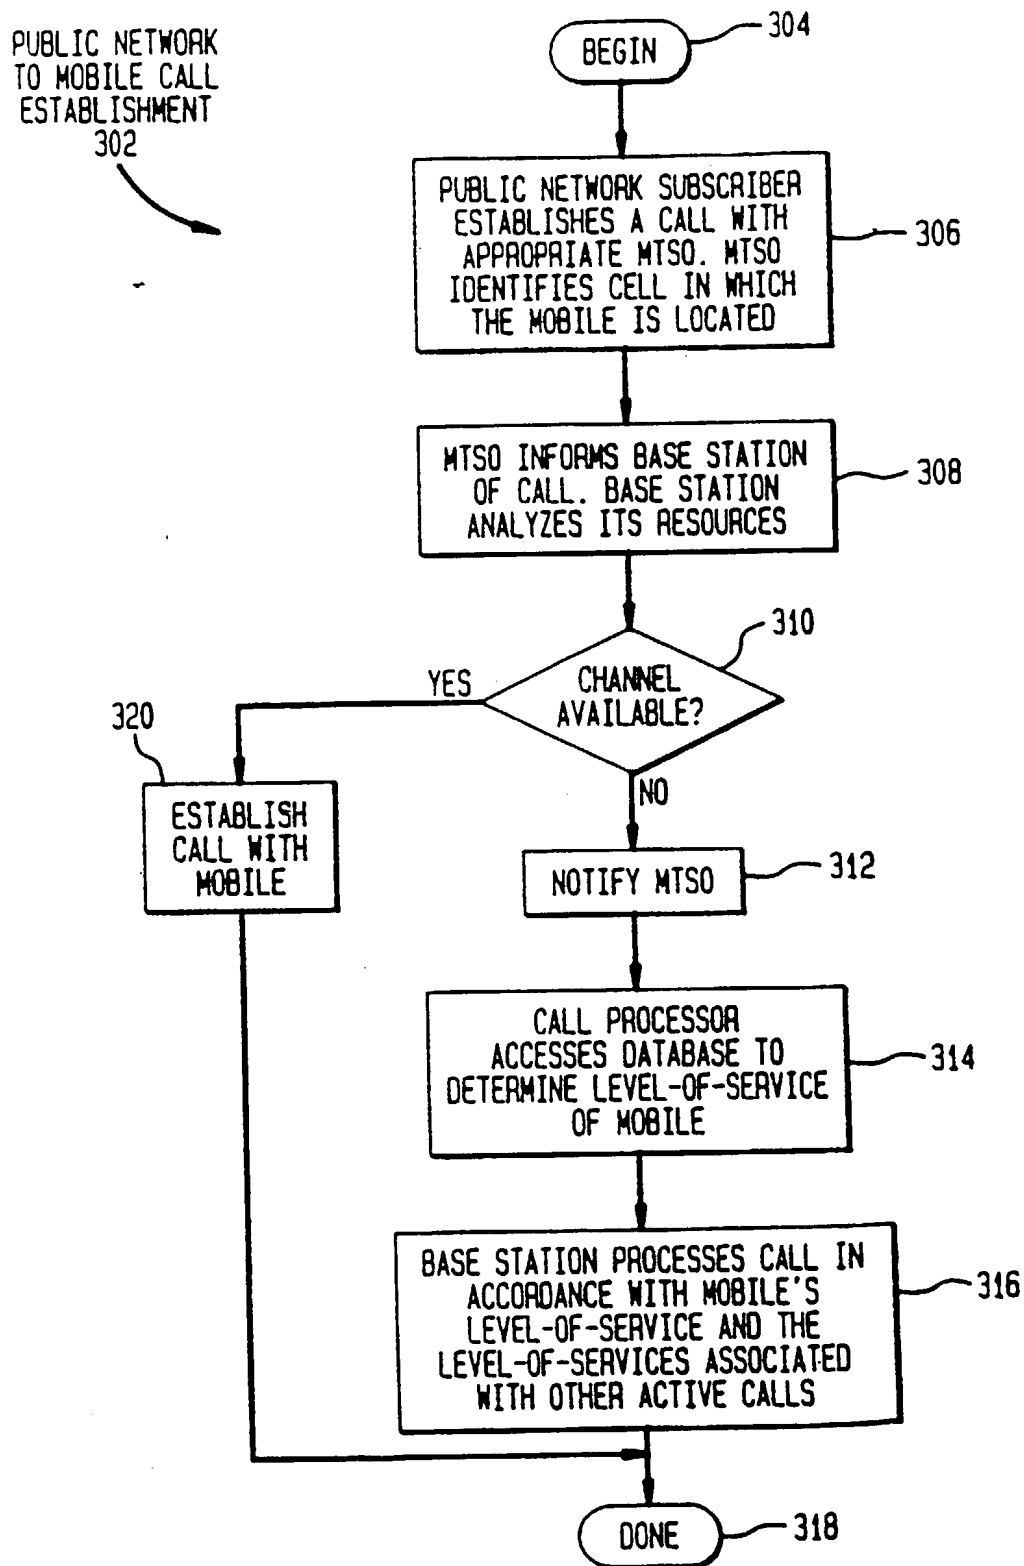 PUBLIC NETWORK
TO MOBILE CALL
ESTABLISHMENT
302
BEGIN
304
PUBLIC NETWORK SUBSCRIBER
ESTABLISHES A CALL WITH
APPROPRIATE MTSO. MTSO
IDENTIFIES CELL IN WHICH
THE MOBILE IS LOCATED
306
MTSO INFORMS BASE STATION
OF CALL. BASE STATION
ANALYZES ITS RESOURCES
308
310
CHANNEL
AVAILABLE?
YES
NO
320
ESTABLISH
CALL WITH
MOBILE
NOTIFY MTSO
312
CALL PROCESSOR
ACCESSES DATABASE TO
DETERMINE LEVEL-OF-SERVICE
OF MOBILE
314
BASE STATION PROCESSES CALL IN
ACCORDANCE WITH MOBILE'S
LEVEL-OF-SERVICE AND THE
LEVEL-OF-SERVICES ASSOCIATED
WITH OTHER ACTIVE CALLS
316
DONE
318